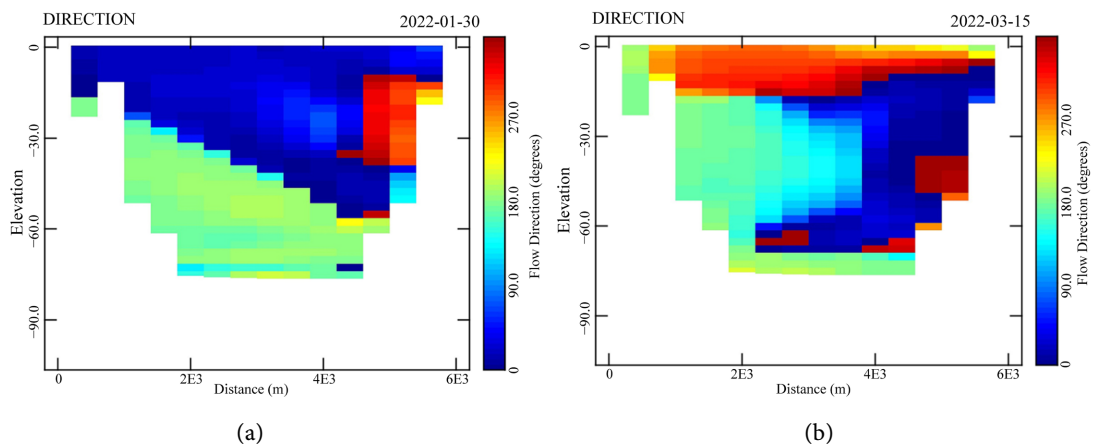 DIRECTION 2022-01-30
0
−30.0
−60.0
−90.0
Elevation
0 2E3 4E3 6E3
Distance (m)
0 90.0 180.0 270.0
Flow Direction (degrees)
(a)
DIRECTION 2022-03-15
0
−30.0
−60.0
−90.0
Elevation
0 2E3 4E3 6E3
Distance (m)
0 90.0 180.0 270.0
Flow Direction (degrees)
(b)